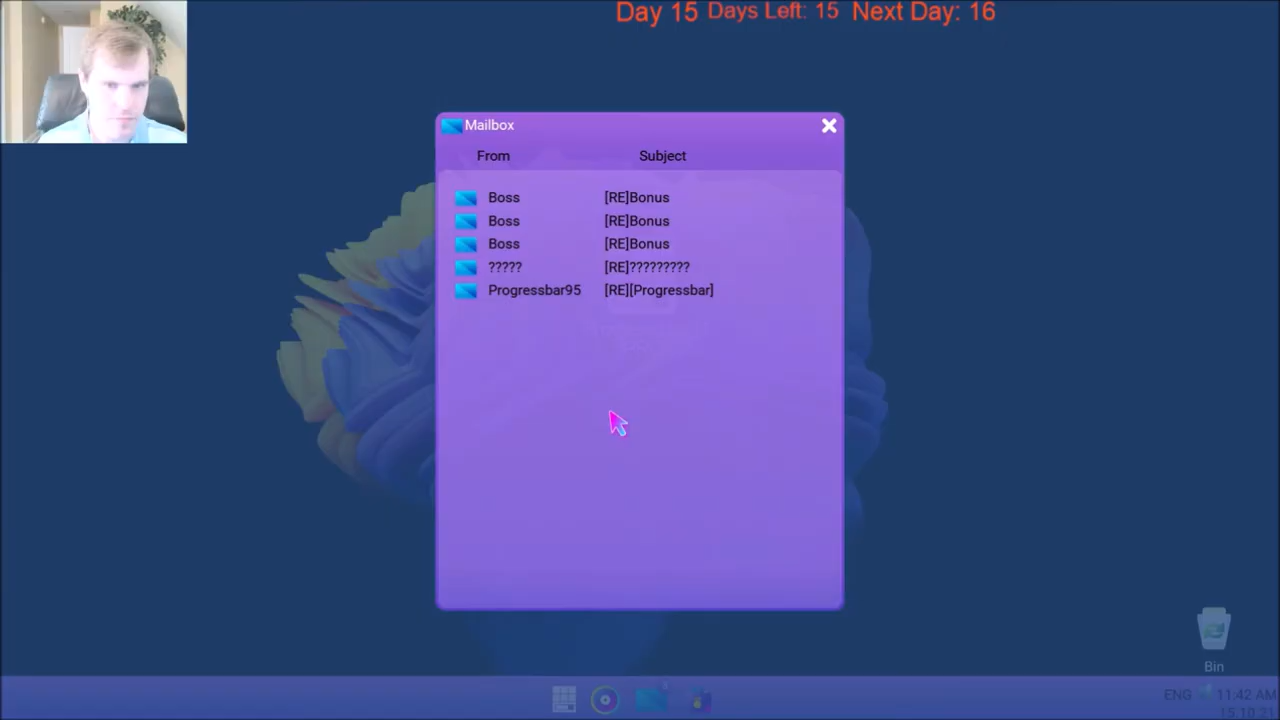 Day 15 Days Left: 15 Next Day: 16
Mailbox
From Subject
Boss [RE]Bonus
Boss [RE]Bonus
Boss [RE]Bonus
????? [RE]?????????
Progressbar95 [RE][Progressbar]
Bin
ENG 11:42 AM